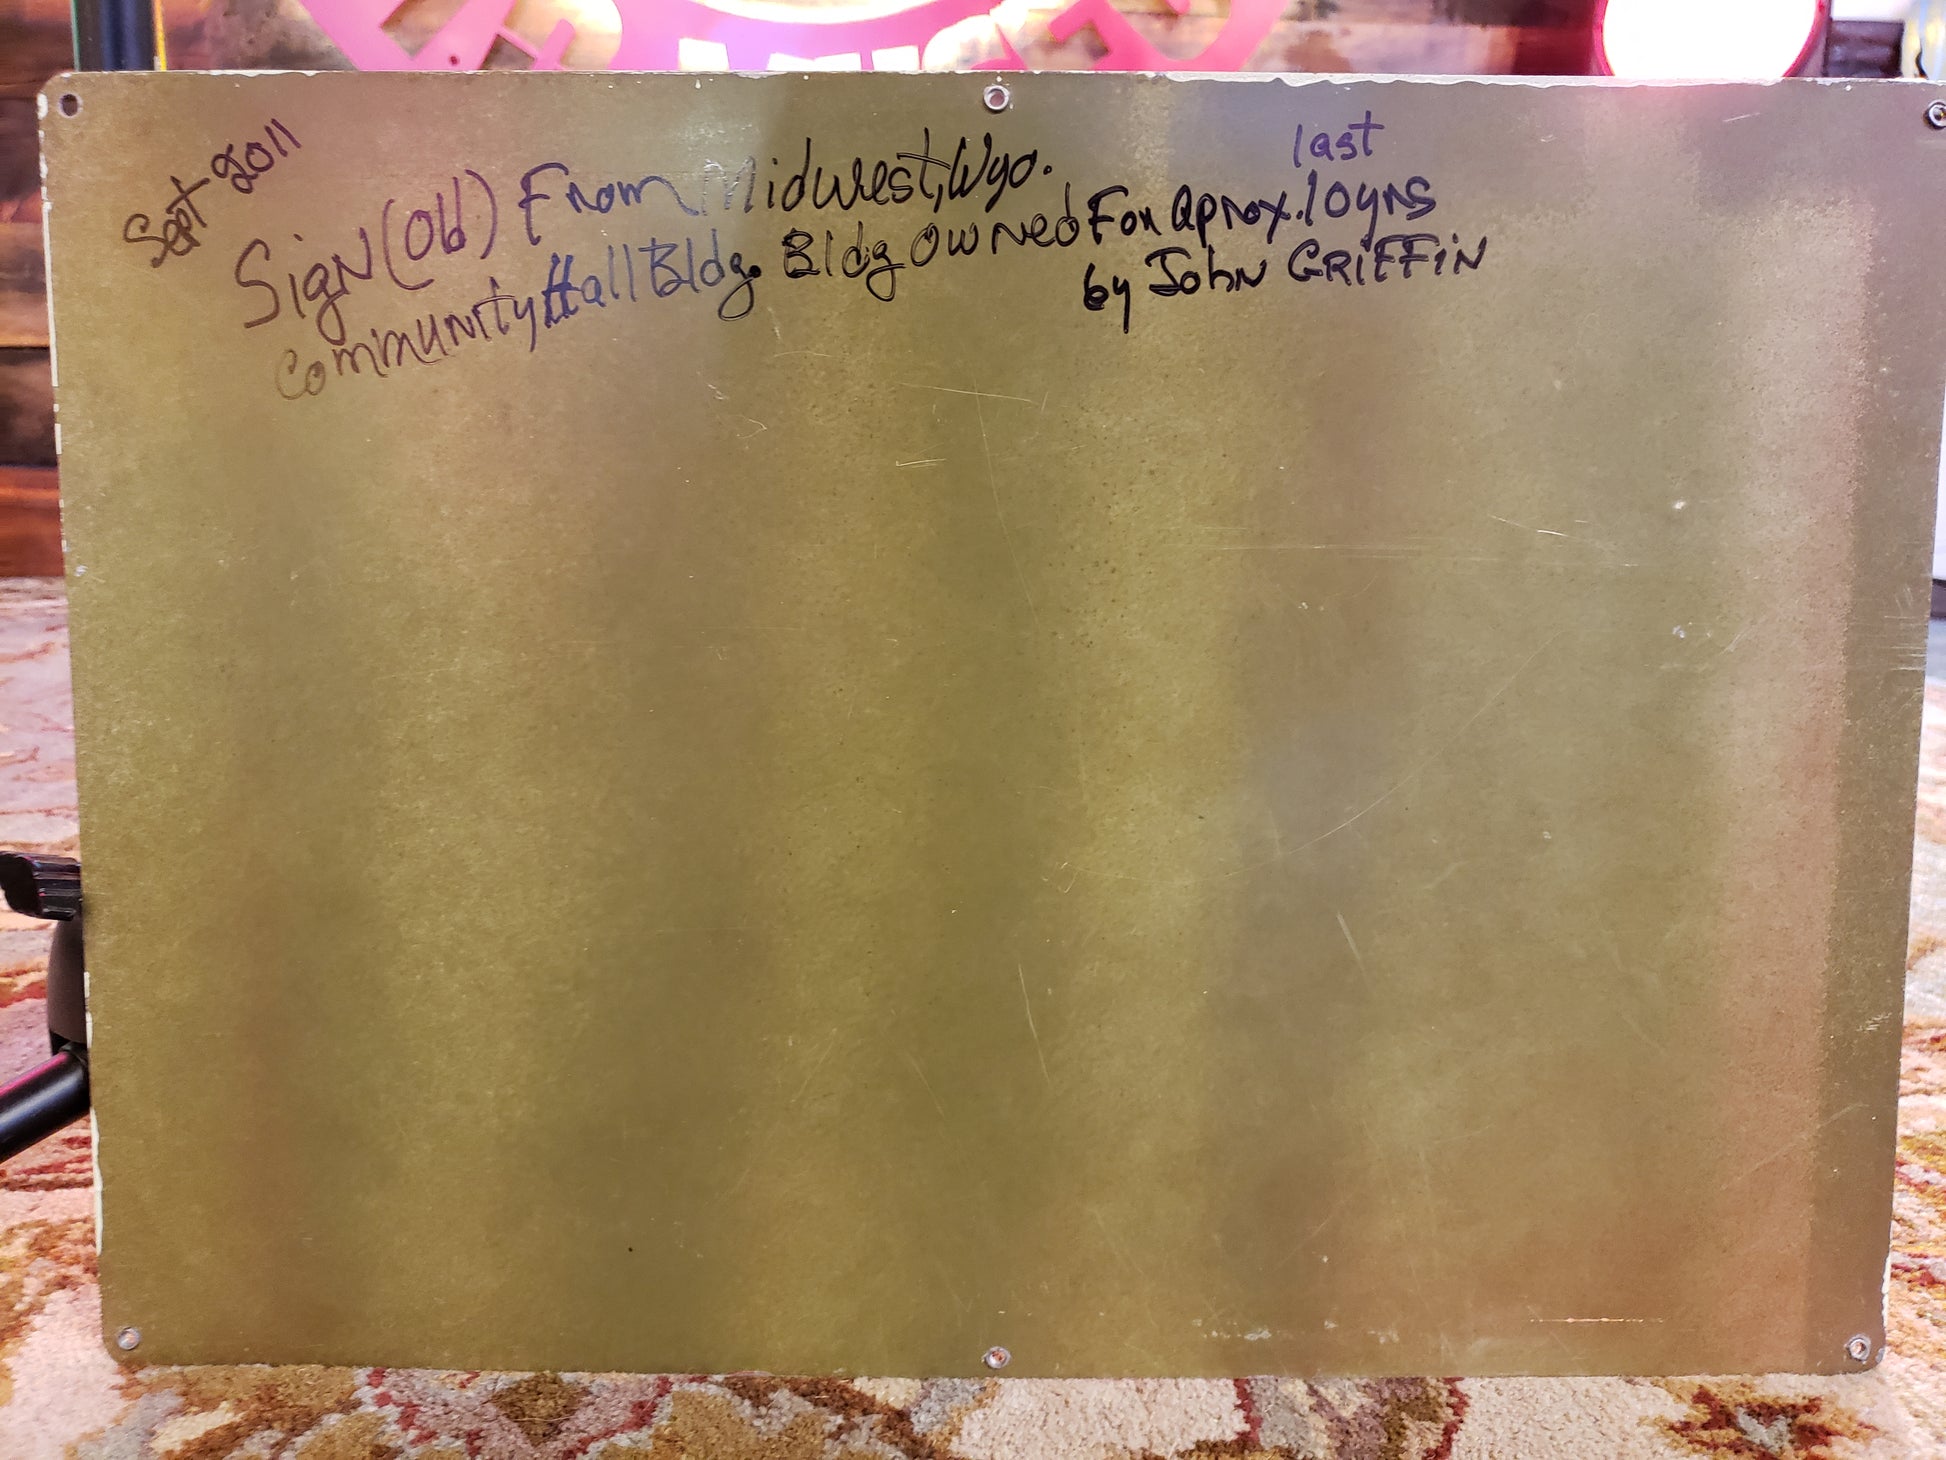 Sept 2011
Sign (Old) From Midwest, Wyo.
Community Hall Bldg. Bldg Owned For Aprox. last 10 yrs
by John GRIFFIN